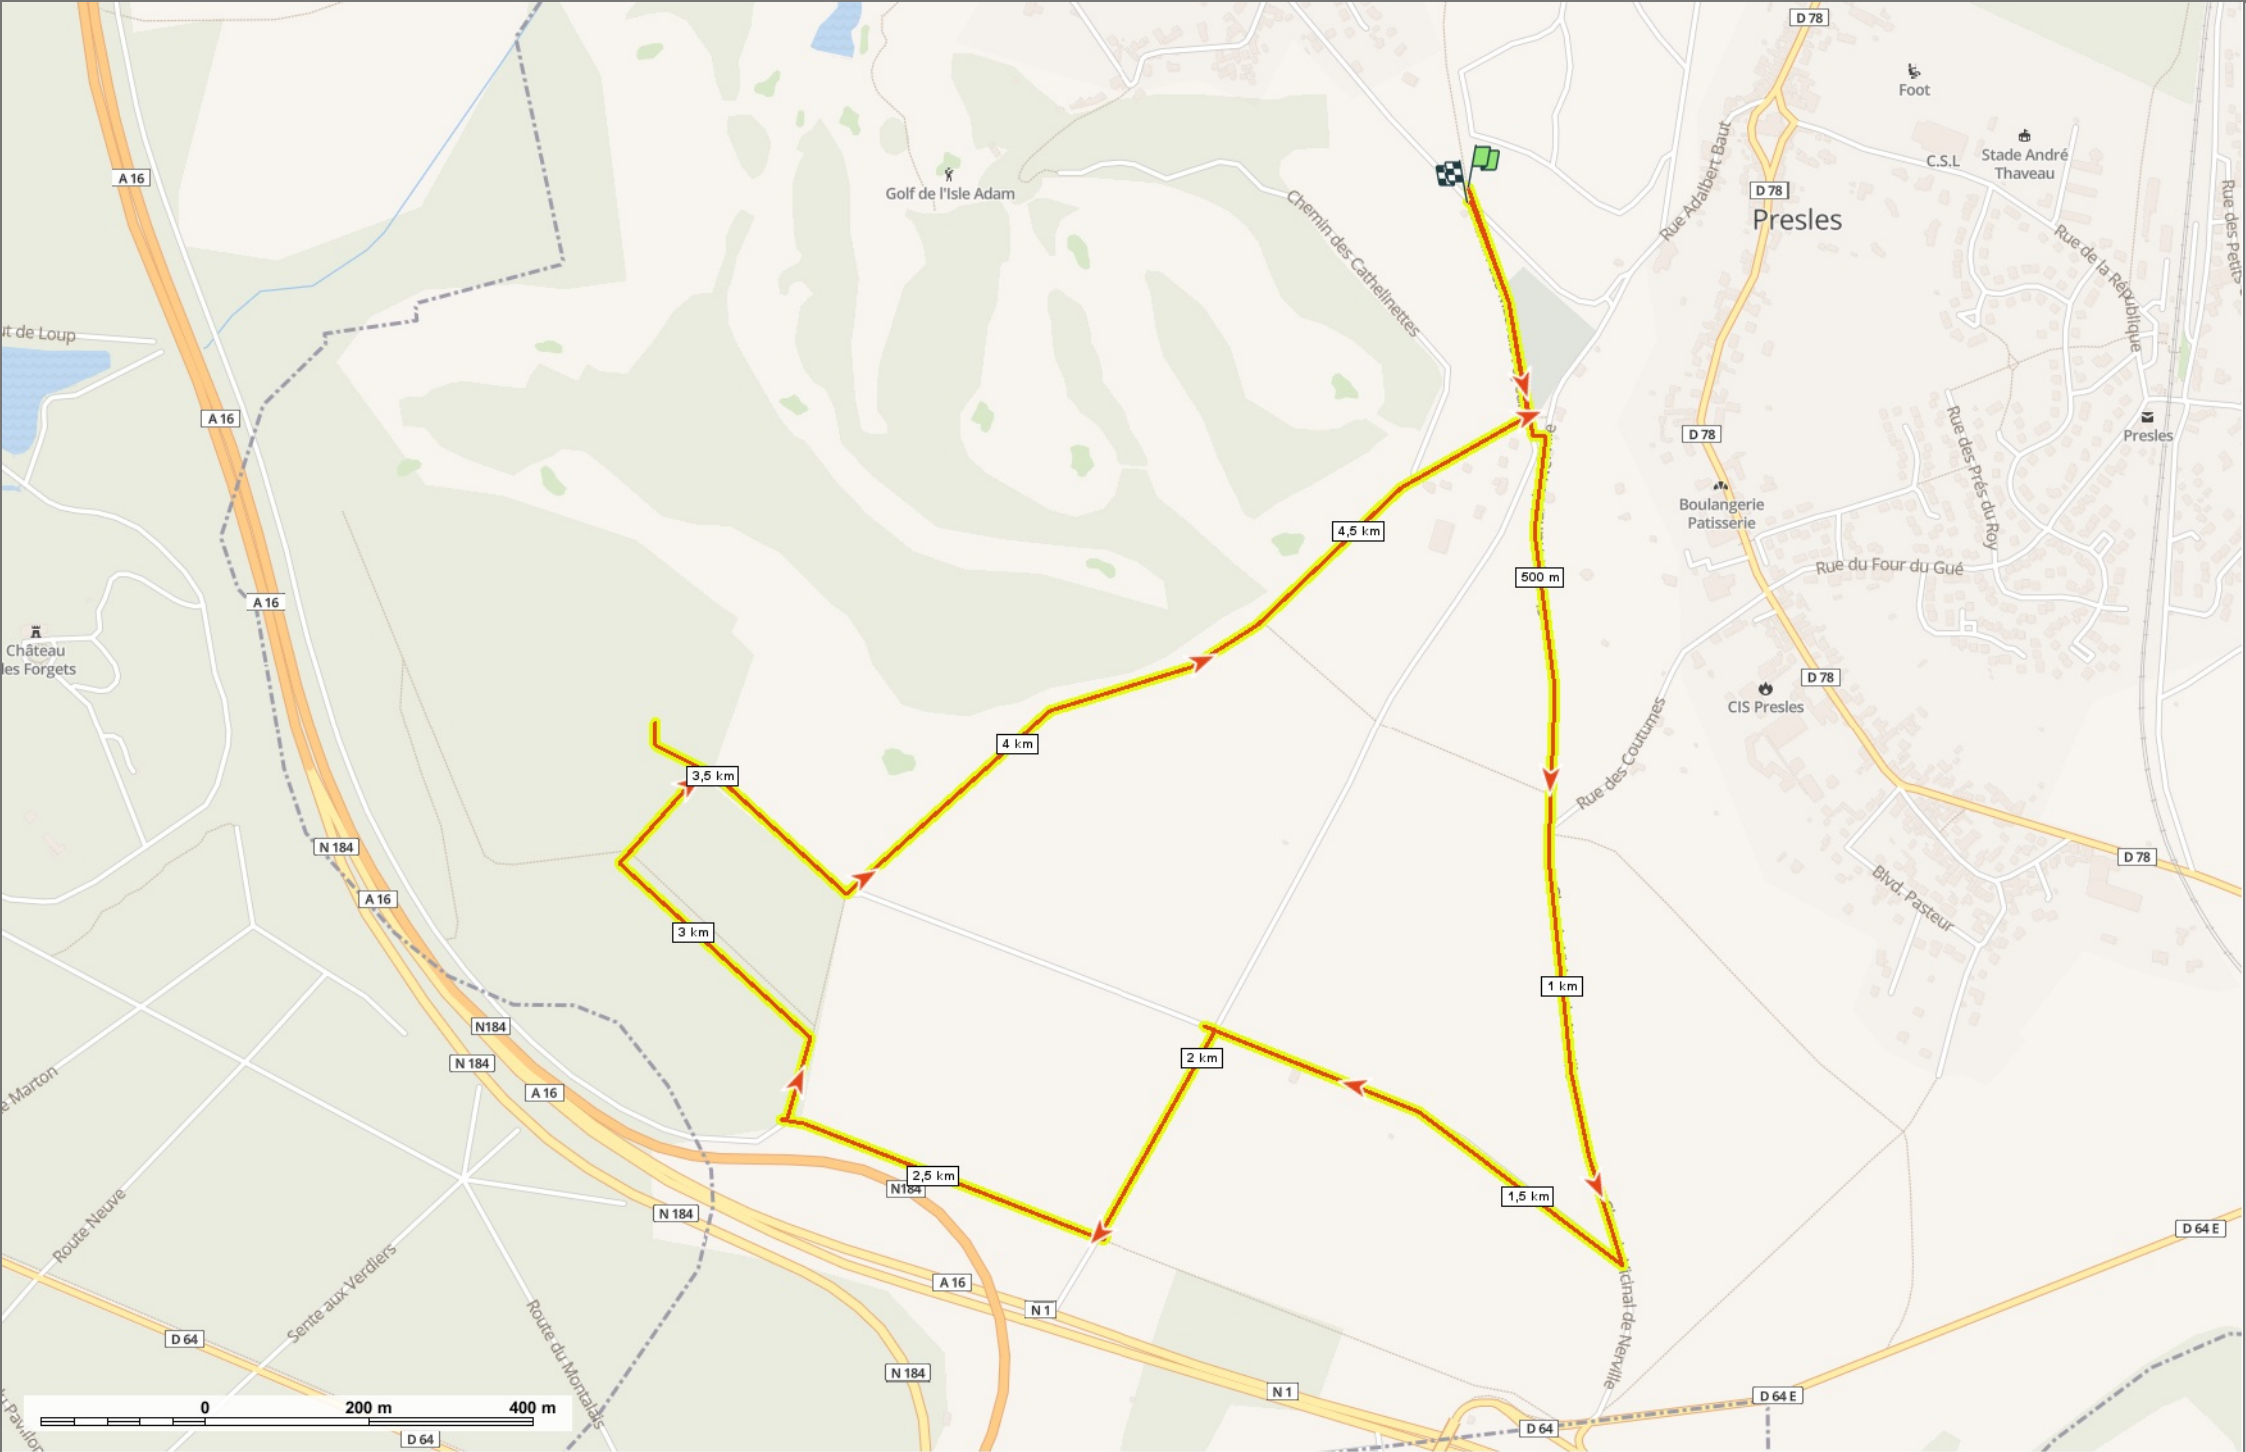 D 78
Foot
A 16
C.S.L
Stade André
Thaveau
Golf de l'Isle Adam
D 78
Presles
Rue Adalbert Baut
Chemin des Cathelinettes
Rue de la République
Rue des Petits
ut de Loup
A 16
D 78
Presles
Rue des Prés du Roy
Boulangerie
Patisserie
4,5 km
500 m
Rue du Four du Gué
A 16
Château
les Forgets
D 78
CIS Presles
Rue des Coutumes
4 km
3,5 km
N 184
D 78
A 16
Blvd. Pasteur
3 km
1 km
N184
N 184
2 km
A 16
e Marton
2,5 km
N184
1,5 km
N 184
Route Neuve
D 64 E
Sente aux Verdiers
A 16
N 1
icinal de Nerville
Route du Montalais
D 64
N 184
N 1
D 64 E
0
200 m
400 m
D 64
D 64